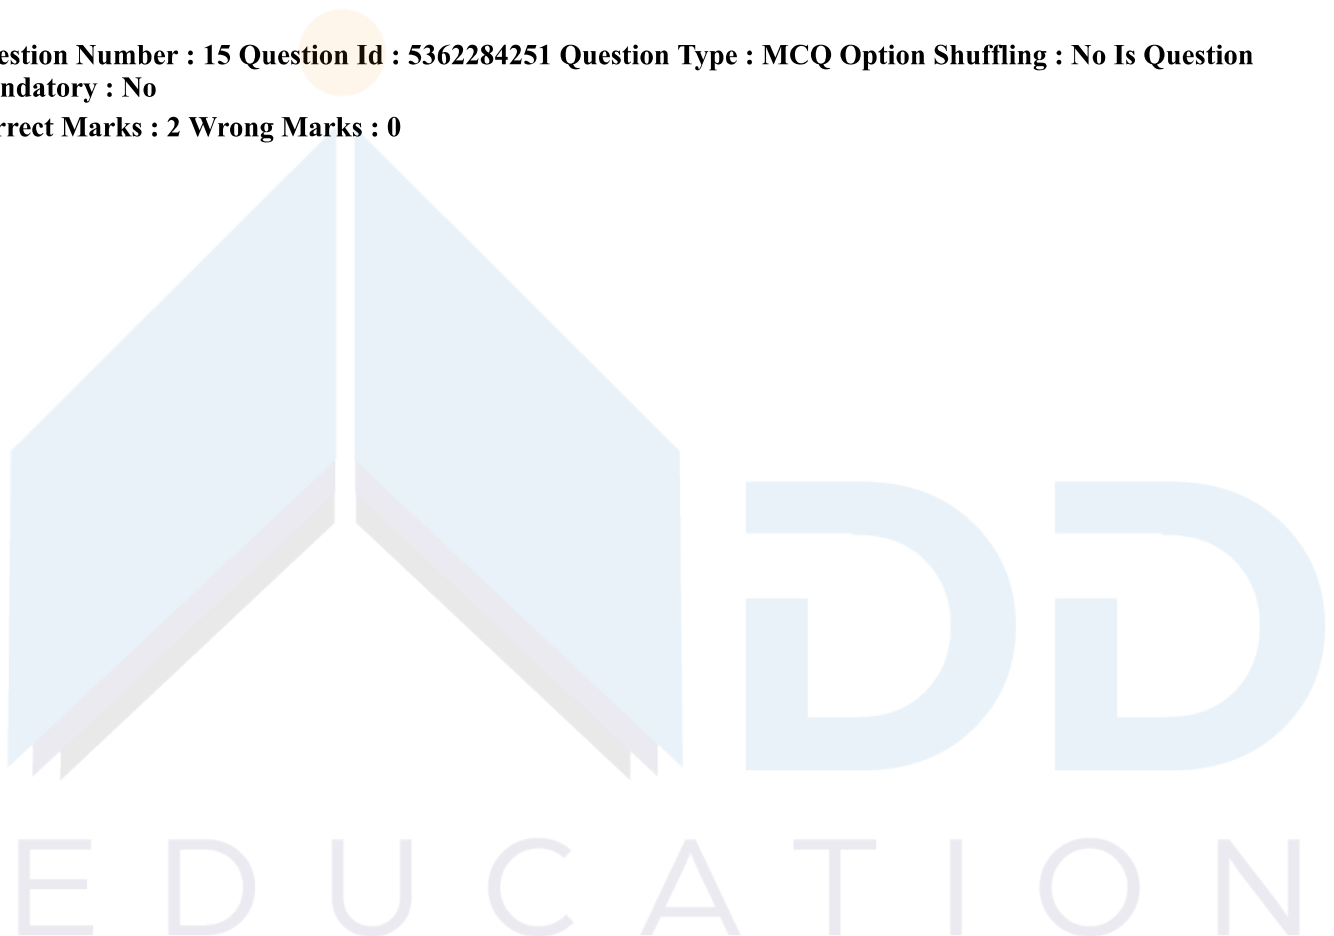 estion Number : 15 Question Id : 5362284251 Question Type : MCQ Option Shuffling : No Is Question
ndatory : No
rrect Marks : 2 Wrong Marks : 0
DD
EDUCATION